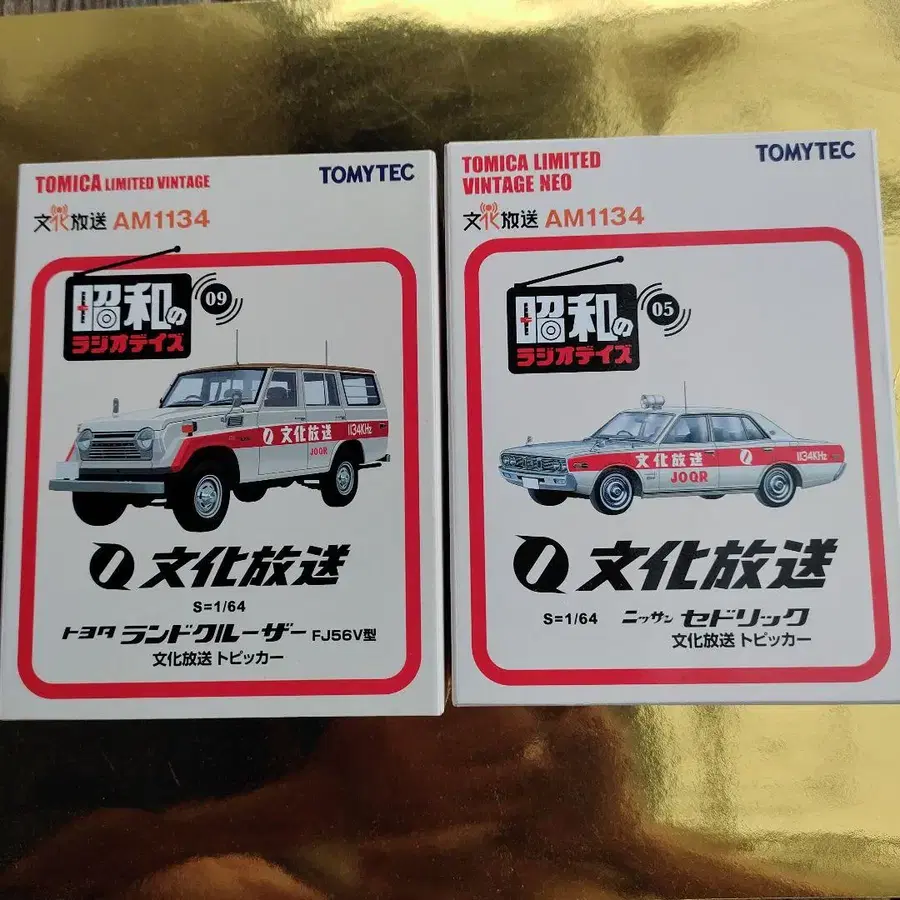 TOMICA LIMITED VINTAGE
TOMYTEC
文化放送 AM1134
昭和の
ラジオデイズ
09
文化放送
1134KHz
JOQR
文化放送
S=1/64
トヨタ ランドクルーザー FJ56V型
文化放送 トピッカー
TOMICA LIMITED
VINTAGE NEO
TOMYTEC
文化放送 AM1134
昭和の
ラジオデイズ
05
文化放送
1134KHz
JOQR
文化放送
S=1/64 ニッサン セドリック
文化放送 トピッカー